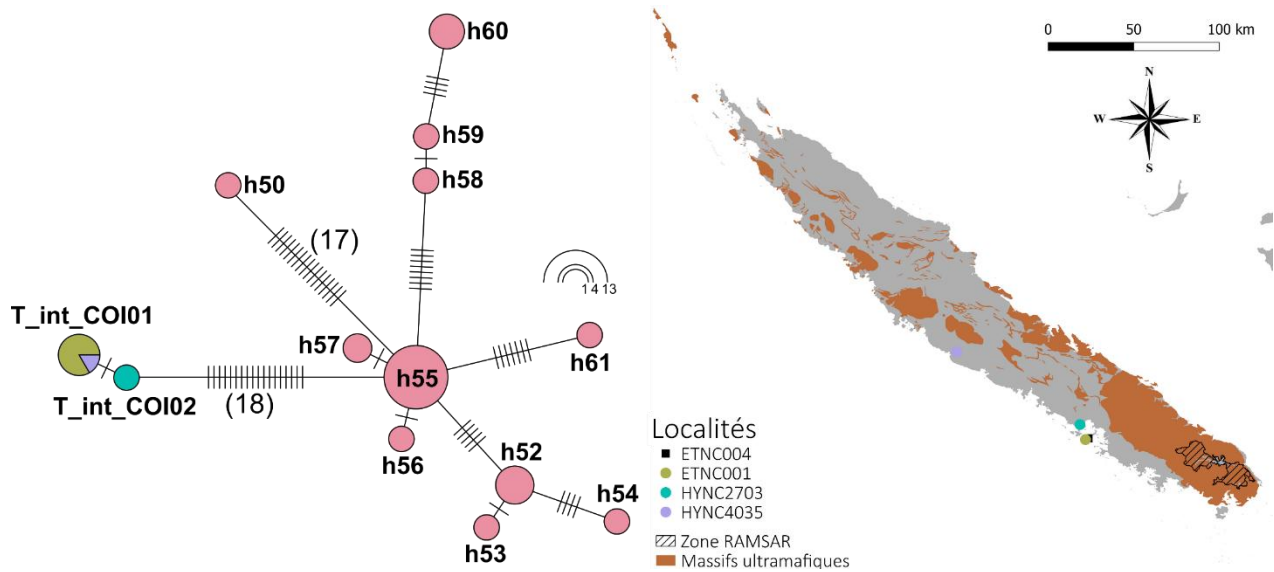 h60
h59
h58
h50
(17)
1 4 13
T_int_COI01
h57
h61
h55
T_int_COI02
(18)
h56
h52
h54
h53
0 50 100 km
N
W E
S
Localités
ETNC004
ETNC001
HYNC2703
HYNC4035
Zone RAMSAR
Massifs ultramafiques